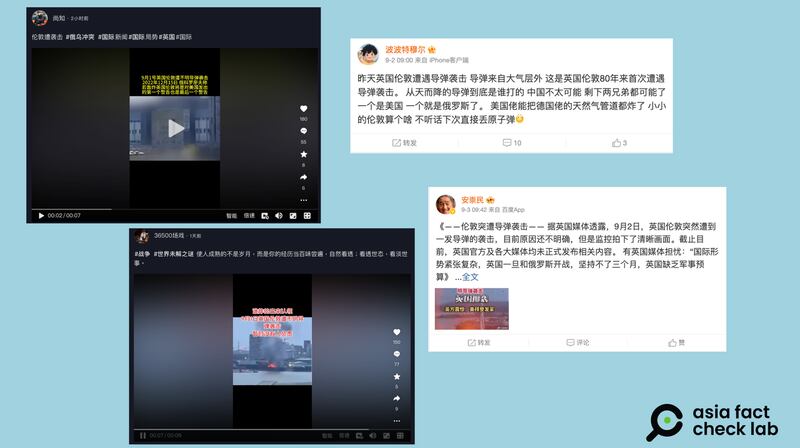 尚知 · 2小时前
伦敦遭袭击 #俄乌冲突 #国际新闻#国际局势#英国#国际
9月1号英国伦敦遭不明导弹袭击
180
55
8
6
00:02 / 00:07
智能 倍速
波波特穆尔
9-2 09:00 来自 iPhone客户端
昨天英国伦敦遭遇导弹袭击 导弹来自大气层外 这是英国伦敦80年来首次遭遇
导弹袭击。 从天而降的导弹到底是谁打的 中国不太可能 剩下两兄弟都可能了
一个是美国 一个就是俄罗斯了。 美国佬能把德国佬的天然气管道都炸了 小小
的伦敦算个啥 不听话下次直接丢原子弹
转发 10 3
36500场戏 · 1天前
#战争 #世界未解之谜 使人成熟的不是岁月，而是你的经历当百味尝遍，自然看透；看透世态，看淡世
事。
150
77
5
9
00:07 / 00:09
智能 倍速
安崇民
9-3 09:42 来自 百度App
《——伦敦突遭导弹袭击—— 据英国媒体透露，9月2日，英国伦敦突然遭到
一发导弹的袭击，目前原因还不明确，但是监控拍下了清晰画面。截止目
前，英国官方及各大媒体均未正式发布相关内容。 有英国媒体担忧：“国际形
势紧张复杂，英国一旦和俄罗斯开战，坚持不了三个月，英国缺乏军事预
算》 ...全文
转发 评论 赞
asia fact
check lab